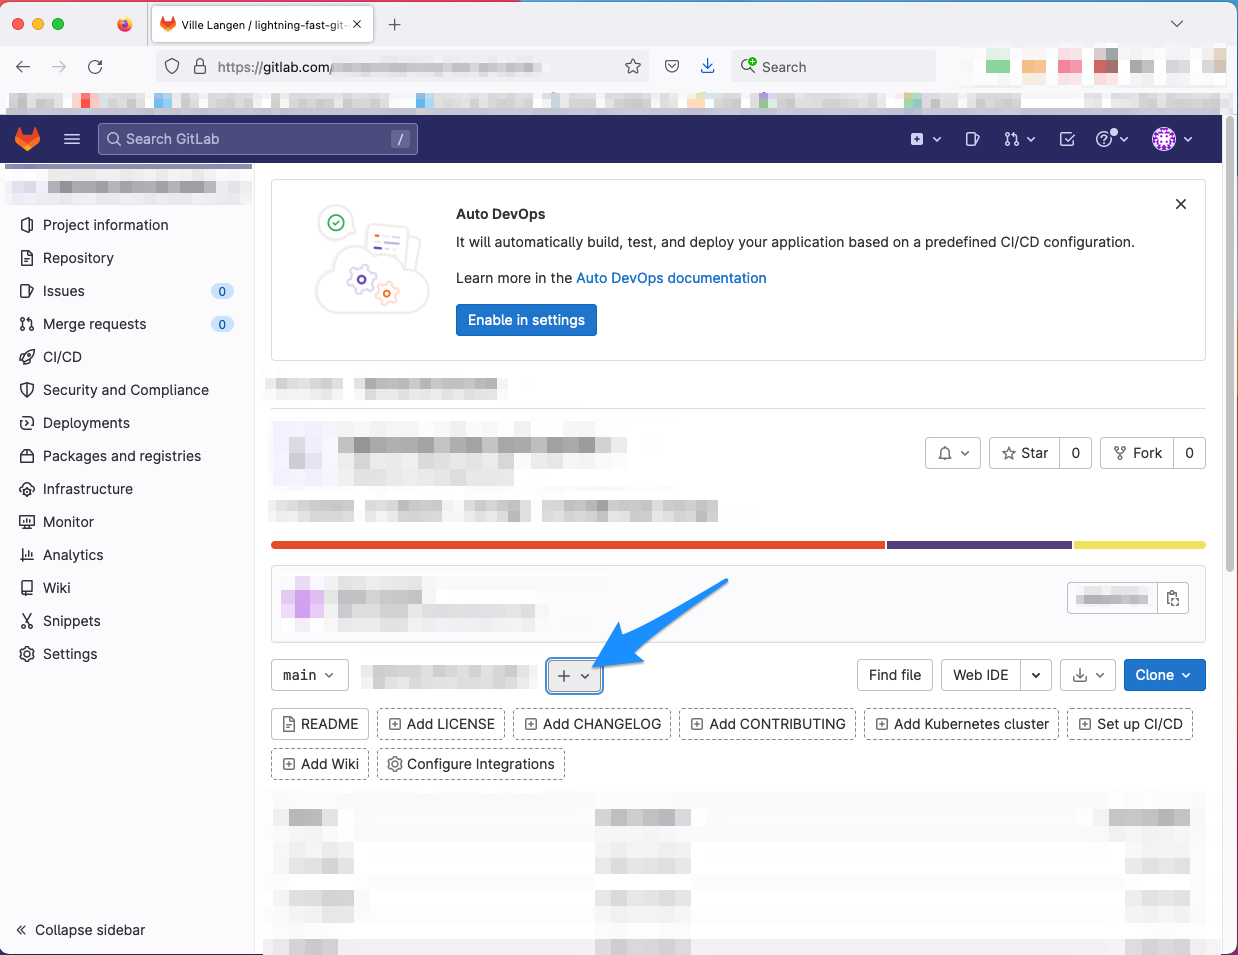 Ville Langen / lightning-fast-git-
https://gitlab.com/
Search
Search GitLab /
Project information
Repository
Issues 0
Merge requests 0
CI/CD
Security and Compliance
Deployments
Packages and registries
Infrastructure
Monitor
Analytics
Wiki
Snippets
Settings
Collapse sidebar
Auto DevOps
It will automatically build, test, and deploy your application based on a predefined CI/CD configuration.
Learn more in the Auto DevOps documentation
Enable in settings
Star 0 Fork 0
main Find file Web IDE Clone
README Add LICENSE Add CHANGELOG Add CONTRIBUTING Add Kubernetes cluster Set up CI/CD
Add Wiki Configure Integrations